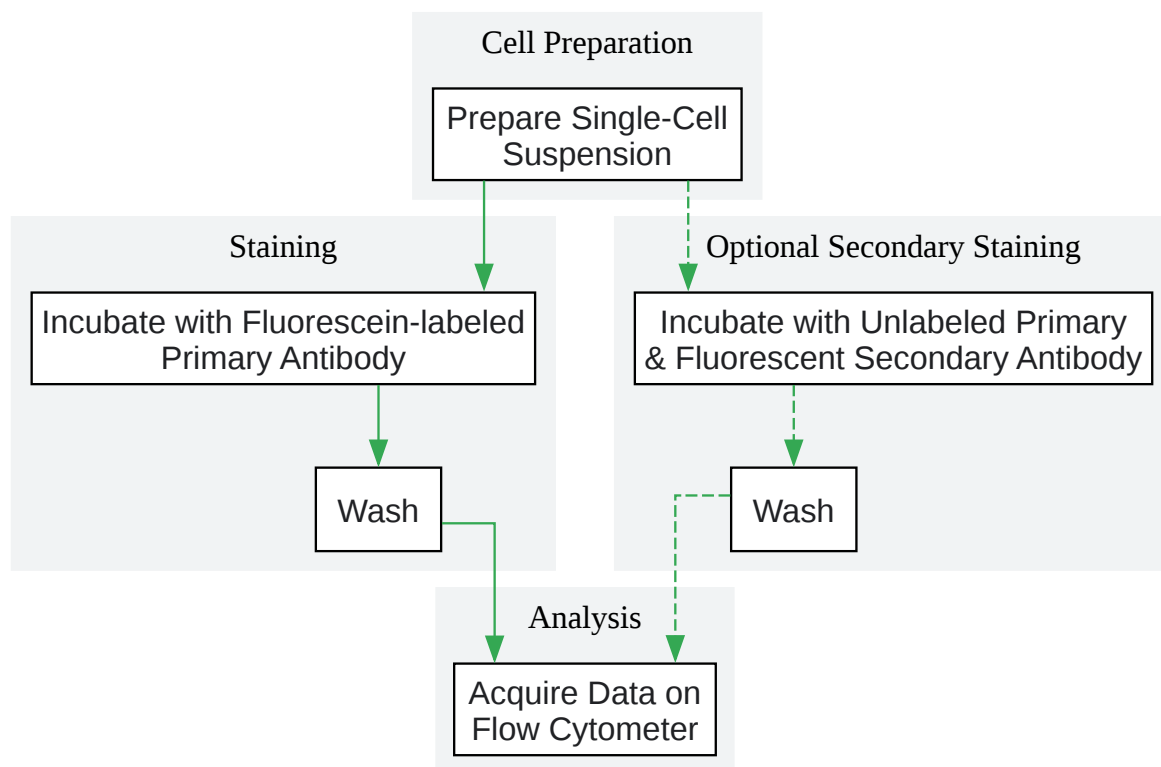 Cell Preparation
Prepare Single-Cell
Suspension
Staining
Incubate with Fluorescein-labeled
Primary Antibody
Wash
Optional Secondary Staining
Incubate with Unlabeled Primary
& Fluorescent Secondary Antibody
Wash
Analysis
Acquire Data on
Flow Cytometer